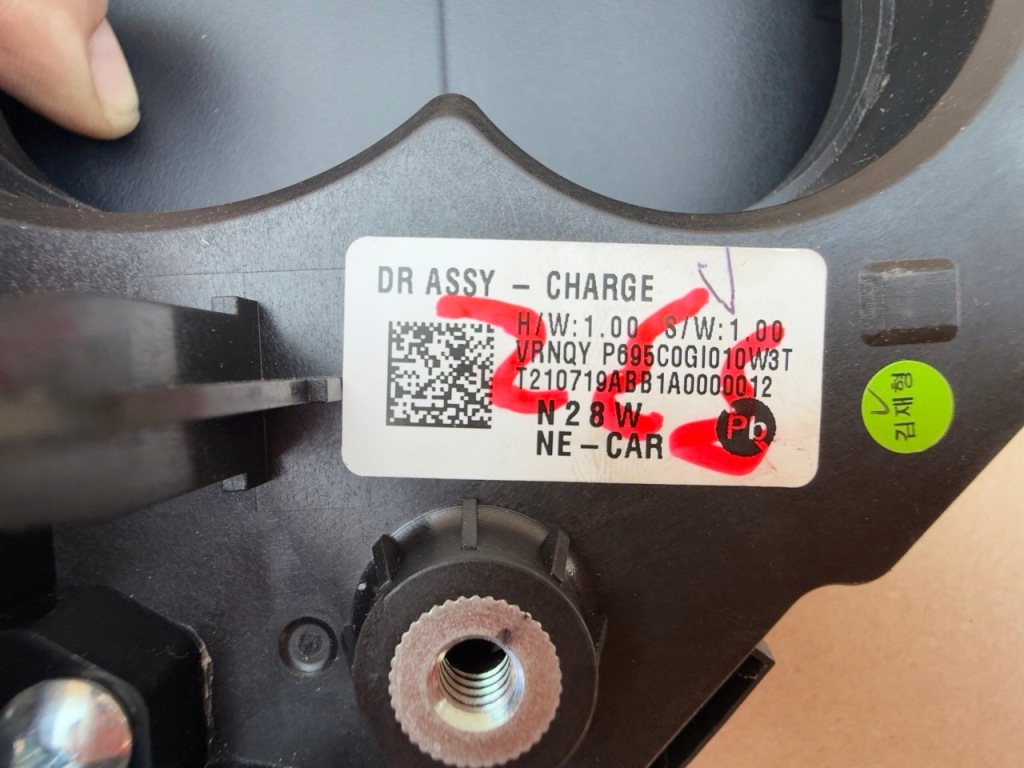 DR ASSY - CHARGE
H/W:1.00 S/W:1.00
VRNQY P695C0GI010W3T
T210719ABB1A0000012
N28W
Pb
NE-CAR
김재형